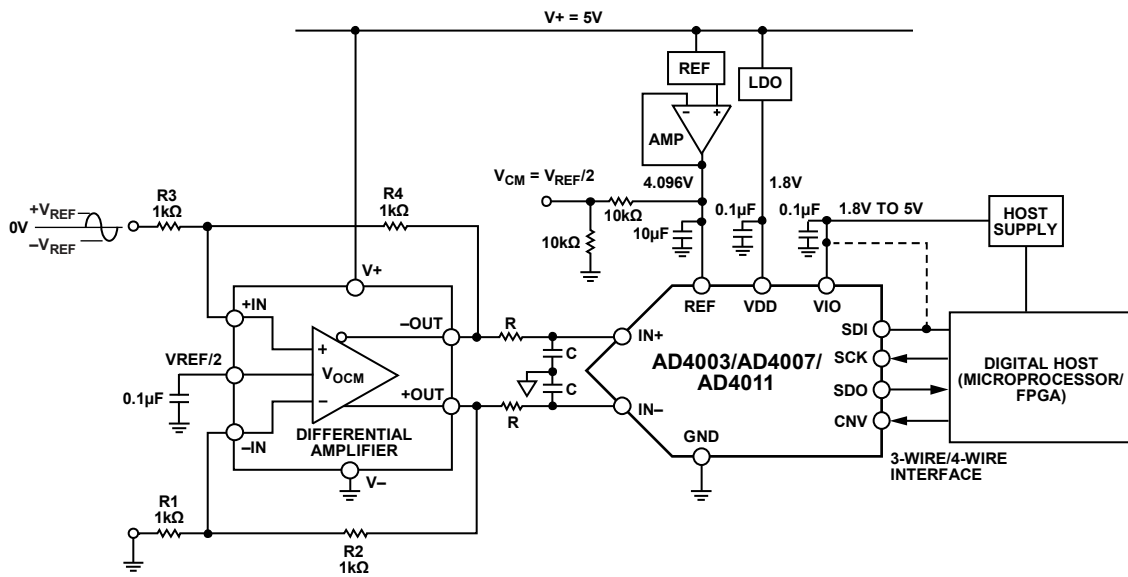 V+ = 5V
REF
LDO
– +
AMP
VCM = VREF/2
4.096V
1.8V
R3
1kΩ
R4
1kΩ
+VREF
0V
–VREF
10kΩ
10kΩ
10µF
0.1µF
0.1µF
1.8V TO 5V
HOST
SUPPLY
V+
+IN
–OUT
R
REF
VDD
VIO
IN+
SDI
+
VREF/2
VOCM
C
AD4003/AD4007/
AD4011
SCK
DIGITAL HOST
(MICROPROCESSOR/
FPGA)
0.1µF
–
+OUT
C
SDO
–IN
R
IN–
CNV
DIFFERENTIAL
AMPLIFIER
GND
3-WIRE/4-WIRE
INTERFACE
V–
R1
1kΩ
R2
1kΩ